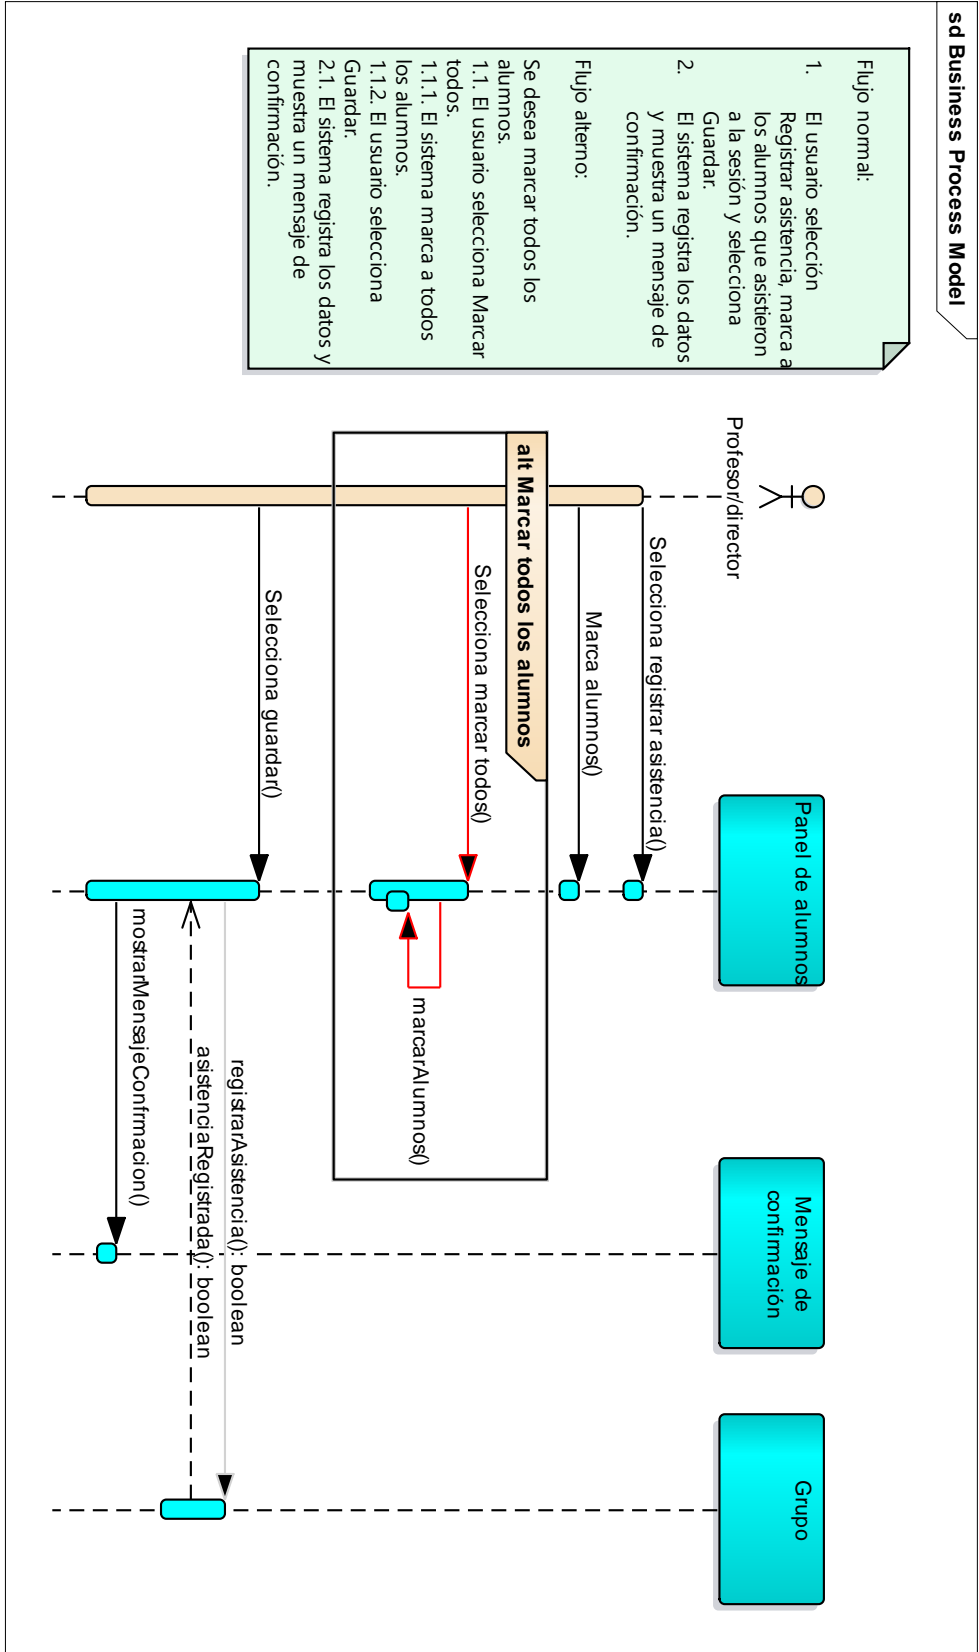 sd Business Process Model
Flujo normal:
1. El usuario selección
Registrar asistencia, marca a
los alumnos que asistieron
a la sesión y selecciona
Guardar.
2. El sistema registra los datos
y muestra un mensaje de
confirmación.
Flujo alterno:
Se desea marcar todos los
alumnos.
1.1. El usuario selecciona Marcar
todos.
1.1.1. El sistema marca a todos
los alumnos.
1.1.2. El usuario selecciona
Guardar.
2.1. El sistema registra los datos y
muestra un mensaje de
confirmación.
Profesor/director
Panel de alumnos
Mensaje de
confirmación
Grupo
Selecciona registrar asistencia()
Marca alumnos()
alt Marcar todos los alumnos
Selecciona marcar todos()
marcarAlumnos()
Selecciona guardar()
registrarAsistencia(): boolean
asistenciaRegistrada(): boolean
mostrarMensajeConfrmacion()